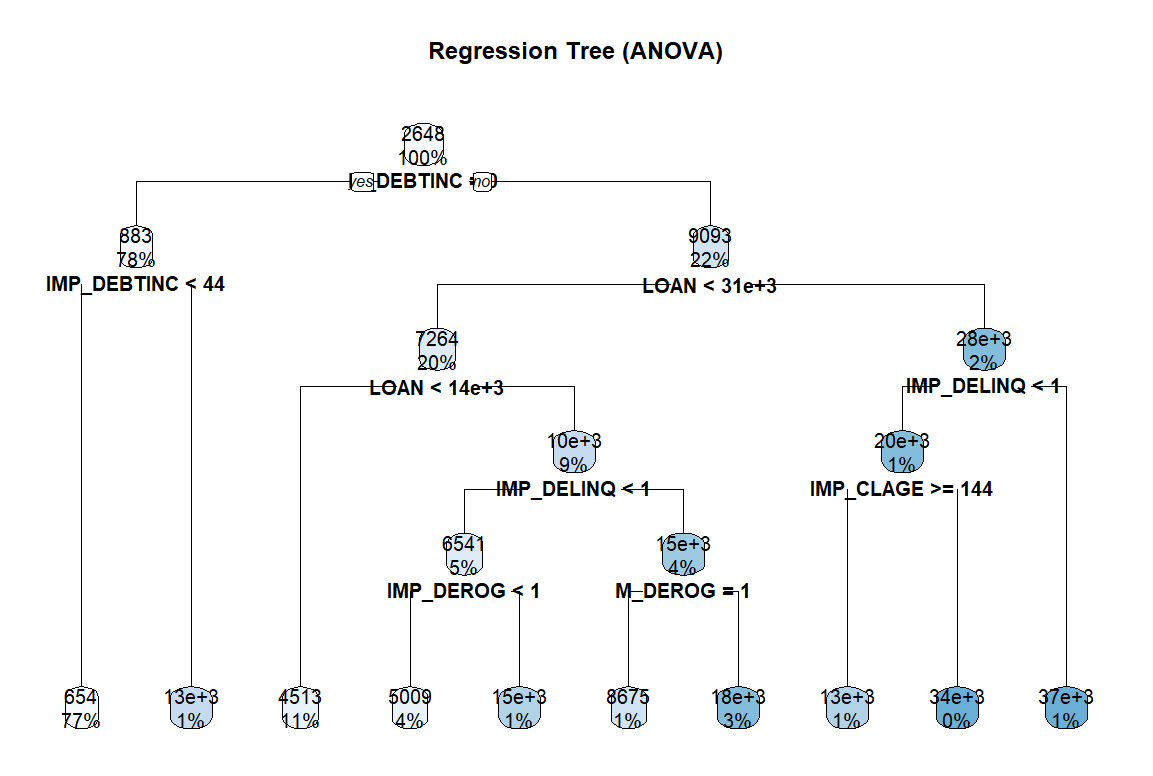 Regression Tree (ANOVA)
2648
100%
yes
_DEBTINC =
no
883
78%
9093
22%
IMP_DEBTINC < 44
LOAN < 31e+3
7264
20%
28e+3
2%
LOAN < 14e+3
IMP_DELINQ < 1
10e+3
9%
20e+3
1%
IMP_DELINQ < 1
IMP_CLAGE >= 144
6541
5%
15e+3
4%
IMP_DEROG < 1
M_DEROG = 1
654
77%
13e+3
1%
4513
11%
5009
4%
15e+3
1%
8675
1%
18e+3
3%
13e+3
1%
34e+3
0%
37e+3
1%